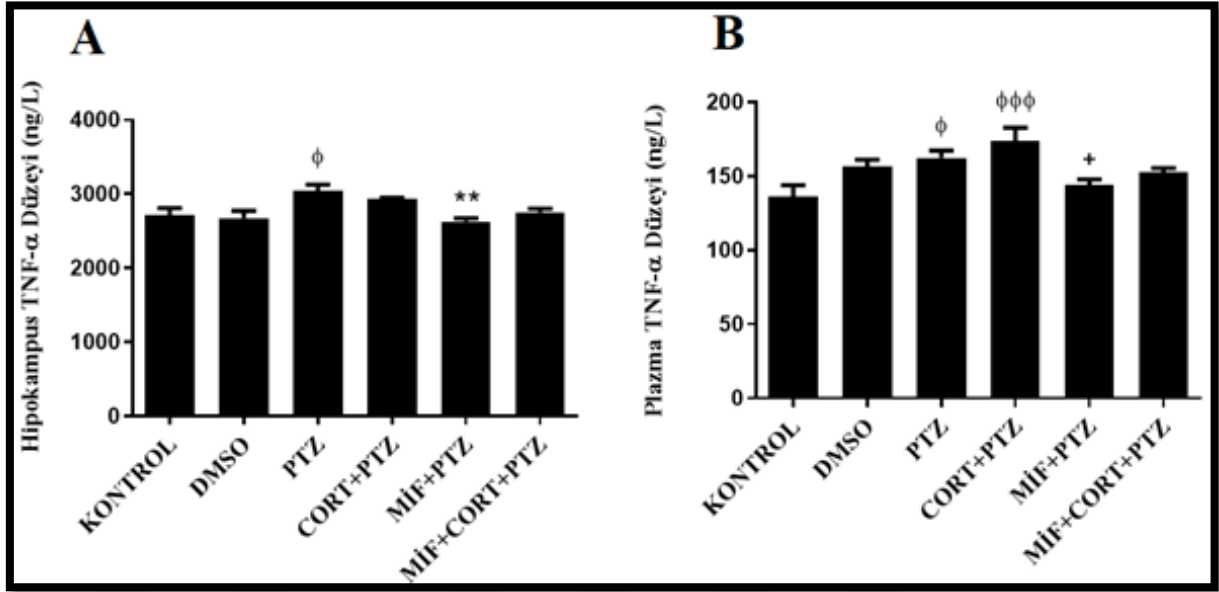 A
Hipokampus TNF-α Düzeyi (ng/L)
4000
3000
2000
1000
0
ϕ
**
KONTROL
DMSO
PTZ
CORT+PTZ
MİF+PTZ
MİF+CORT+PTZ
B
Plazma TNF-α Düzeyi (ng/L)
200
150
100
50
0
ϕ
ϕϕϕ
+
KONTROL
DMSO
PTZ
CORT+PTZ
MİF+PTZ
MİF+CORT+PTZ